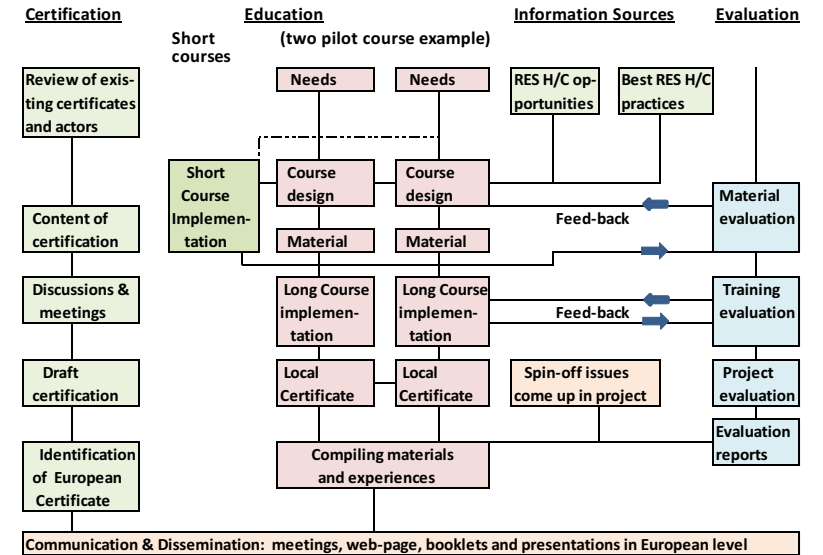 Certification
Education
Information Sources
Evaluation
Short
courses
(two pilot course example)
Review of exis-
ting certificates
and actors
Needs
Needs
RES H/C op-
portunities
Best RES H/C
practices
Short
Course
Implemen-
tation
Course
design
Course
design
Material
evaluation
Content of
certification
Feed-back
Material
Material
Discussions &
meetings
Long Course
implemen-
tation
Long Course
implemen-
tation
Feed-back
Training
evaluation
Draft
certification
Local
Certificate
Local
Certificate
Spin-off issues
come up in project
Project
evaluation
Evaluation
reports
Identification
of European
Certificate
Compiling materials
and experiences
Communication & Dissemination: meetings, web-page, booklets and presentations in European level